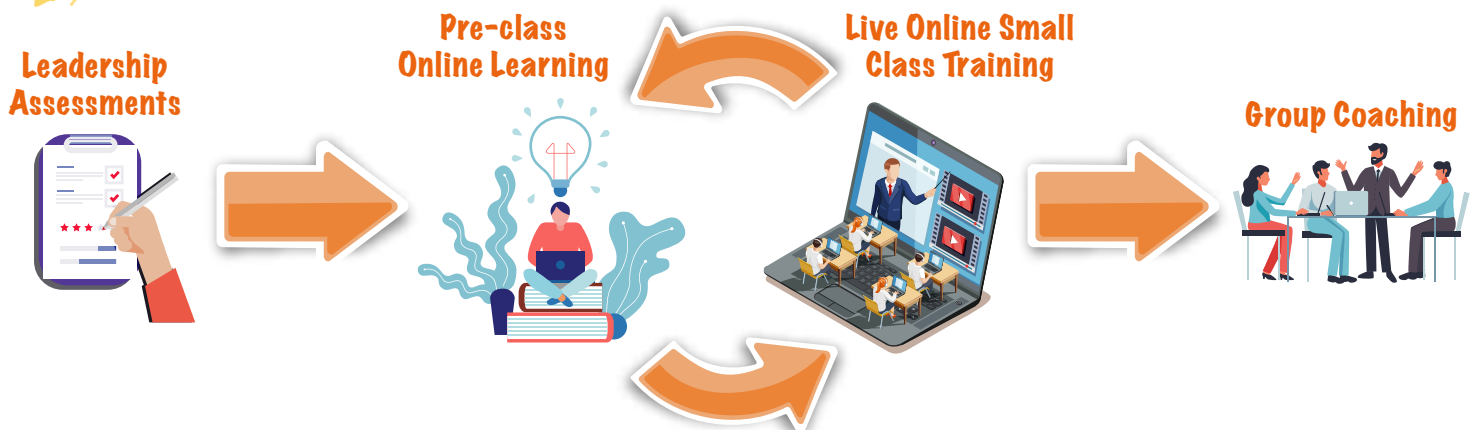 Leadership
Assessments
Pre-class
Online Learning
Live Online Small
Class Training
Group Coaching